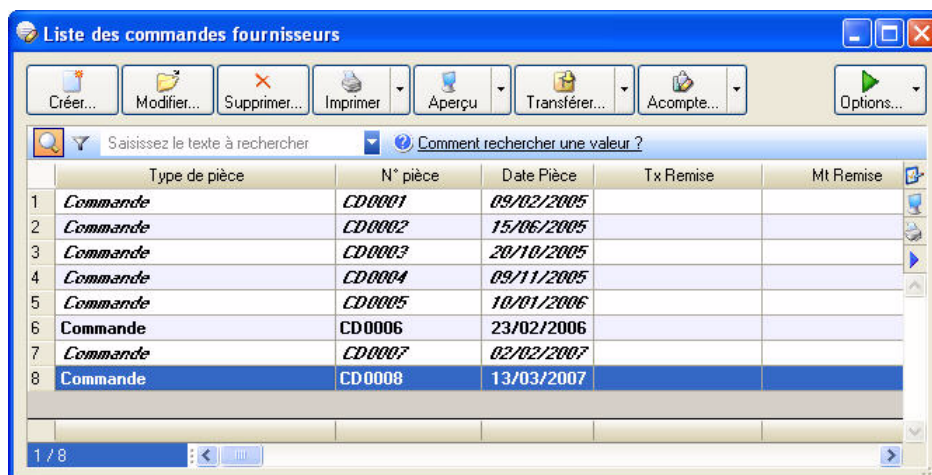 Liste des commandes fournisseurs
Créer... Modifier... Supprimer... Imprimer Aperçu Transférer... Acompte... Options...
Saisissez le texte à rechercher Comment rechercher une valeur ?
Type de pièce N° pièce Date Pièce Tx Remise Mt Remise
1 Commande CD0001 09/02/2005
2 Commande CD0002 15/06/2005
3 Commande CD0003 20/10/2005
4 Commande CD0004 09/11/2005
5 Commande CD0005 10/01/2006
6 Commande CD0006 23/02/2006
7 Commande CD0007 02/02/2007
8 Commande CD0008 13/03/2007
1 / 8